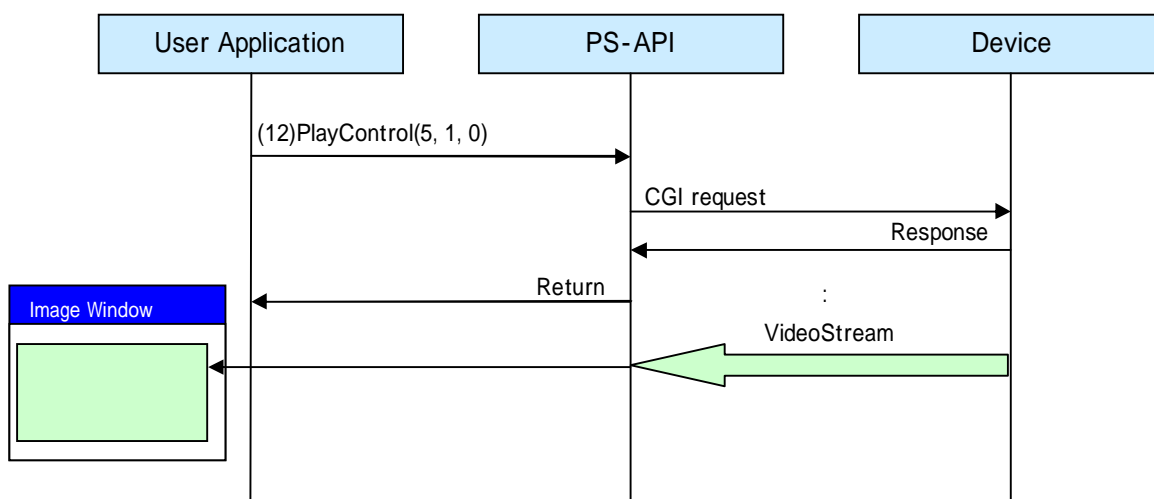 User Application
PS-API
Device
(12)PlayControl(5, 1, 0)
CGI request
Response
Return
:
Image Window
VideoStream